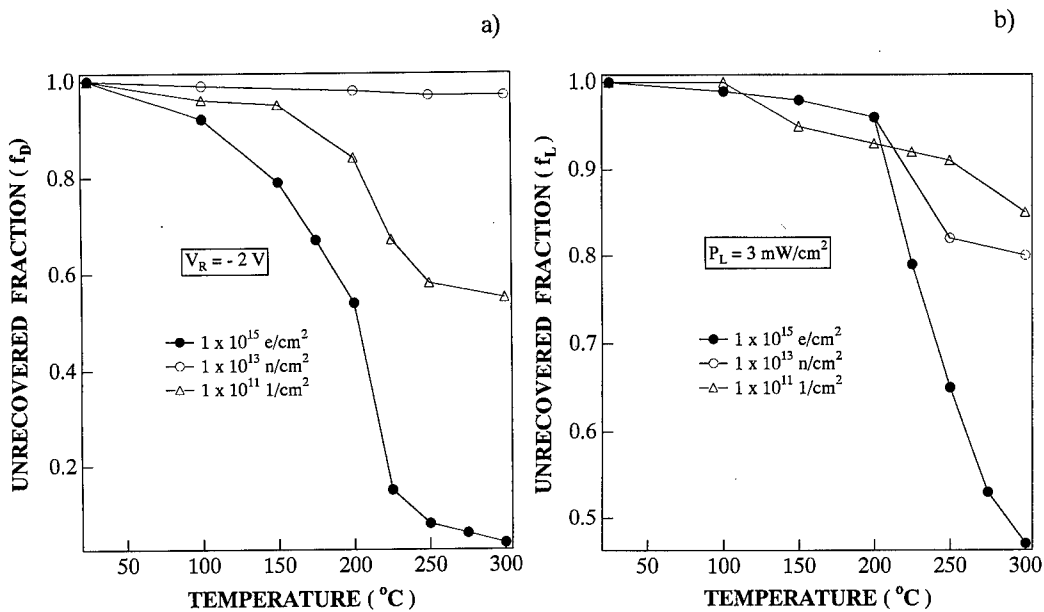 a)
UNRECOVERED FRACTION ( f_D )
1.0
0.8
0.6
0.4
0.2
V_R = - 2 V
1 x 10^15 e/cm^2
1 x 10^13 n/cm^2
1 x 10^11 1/cm^2
50 100 150 200 250 300
TEMPERATURE ( °C )
b)
UNRECOVERED FRACTION ( f_L )
1.0
0.9
0.8
0.7
0.6
0.5
P_L = 3 mW/cm^2
1 x 10^15 e/cm^2
1 x 10^13 n/cm^2
1 x 10^11 1/cm^2
50 100 150 200 250 300
TEMPERATURE ( °C )